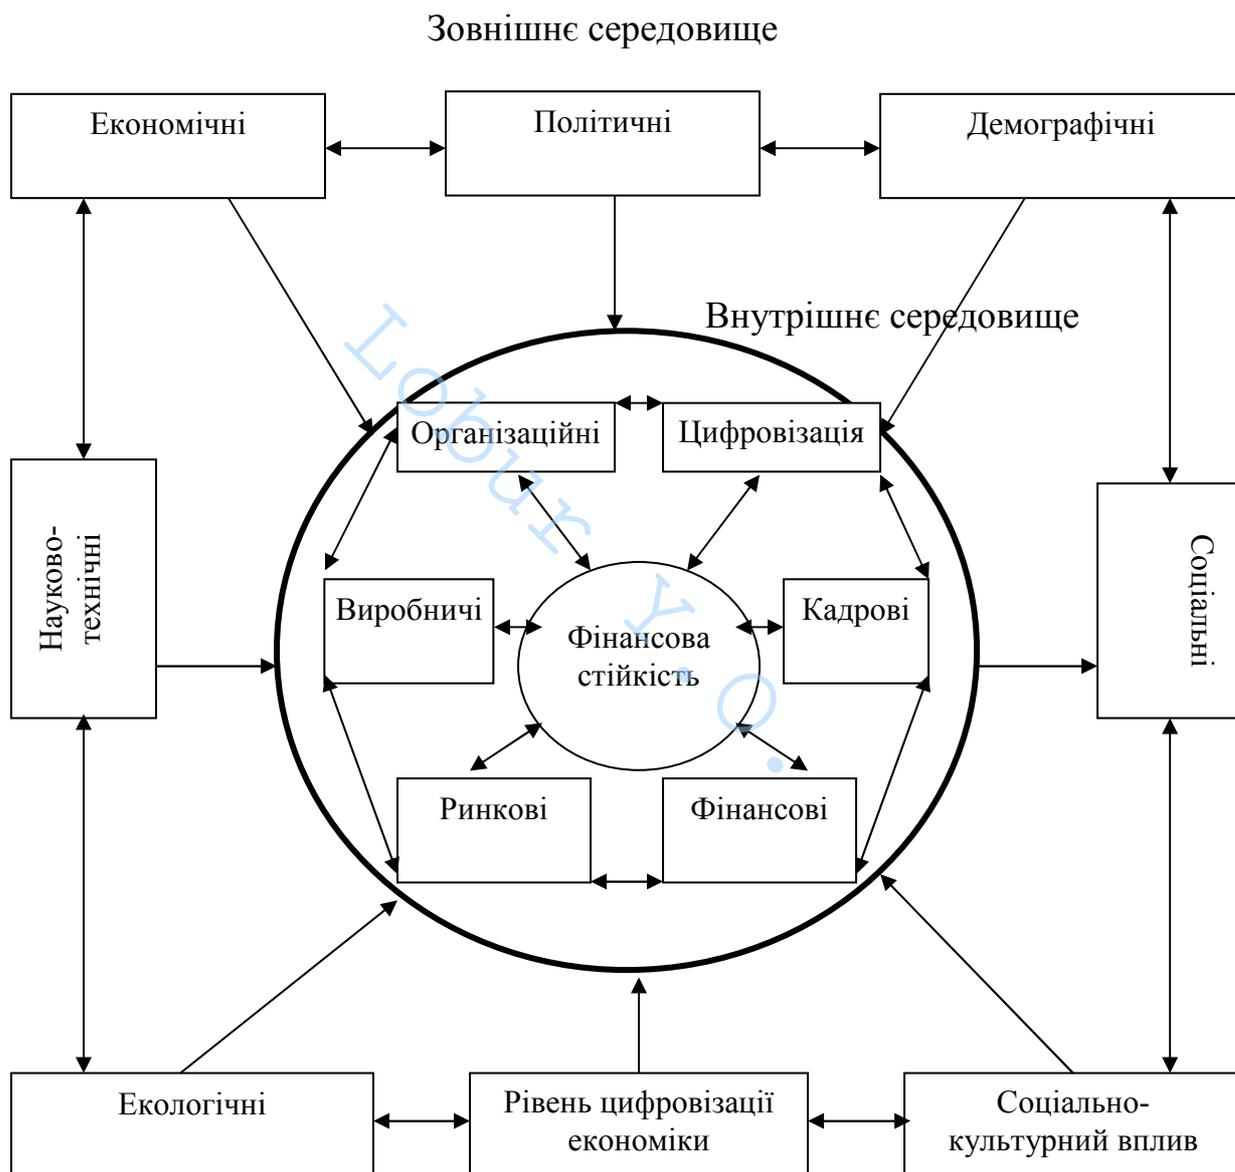 Зовнішнє середовище
Економічні
Політичні
Демографічні
Внутрішнє середовище
Організаційні
Цифровізація
Науково-
технічні
Виробничі
Фінансова
стійкість
Кадрові
Соціальні
Ринкові
Фінансові
Екологічні
Рівень цифровізації
економіки
Соціально-
культурний вплив
Lobur Y.O.